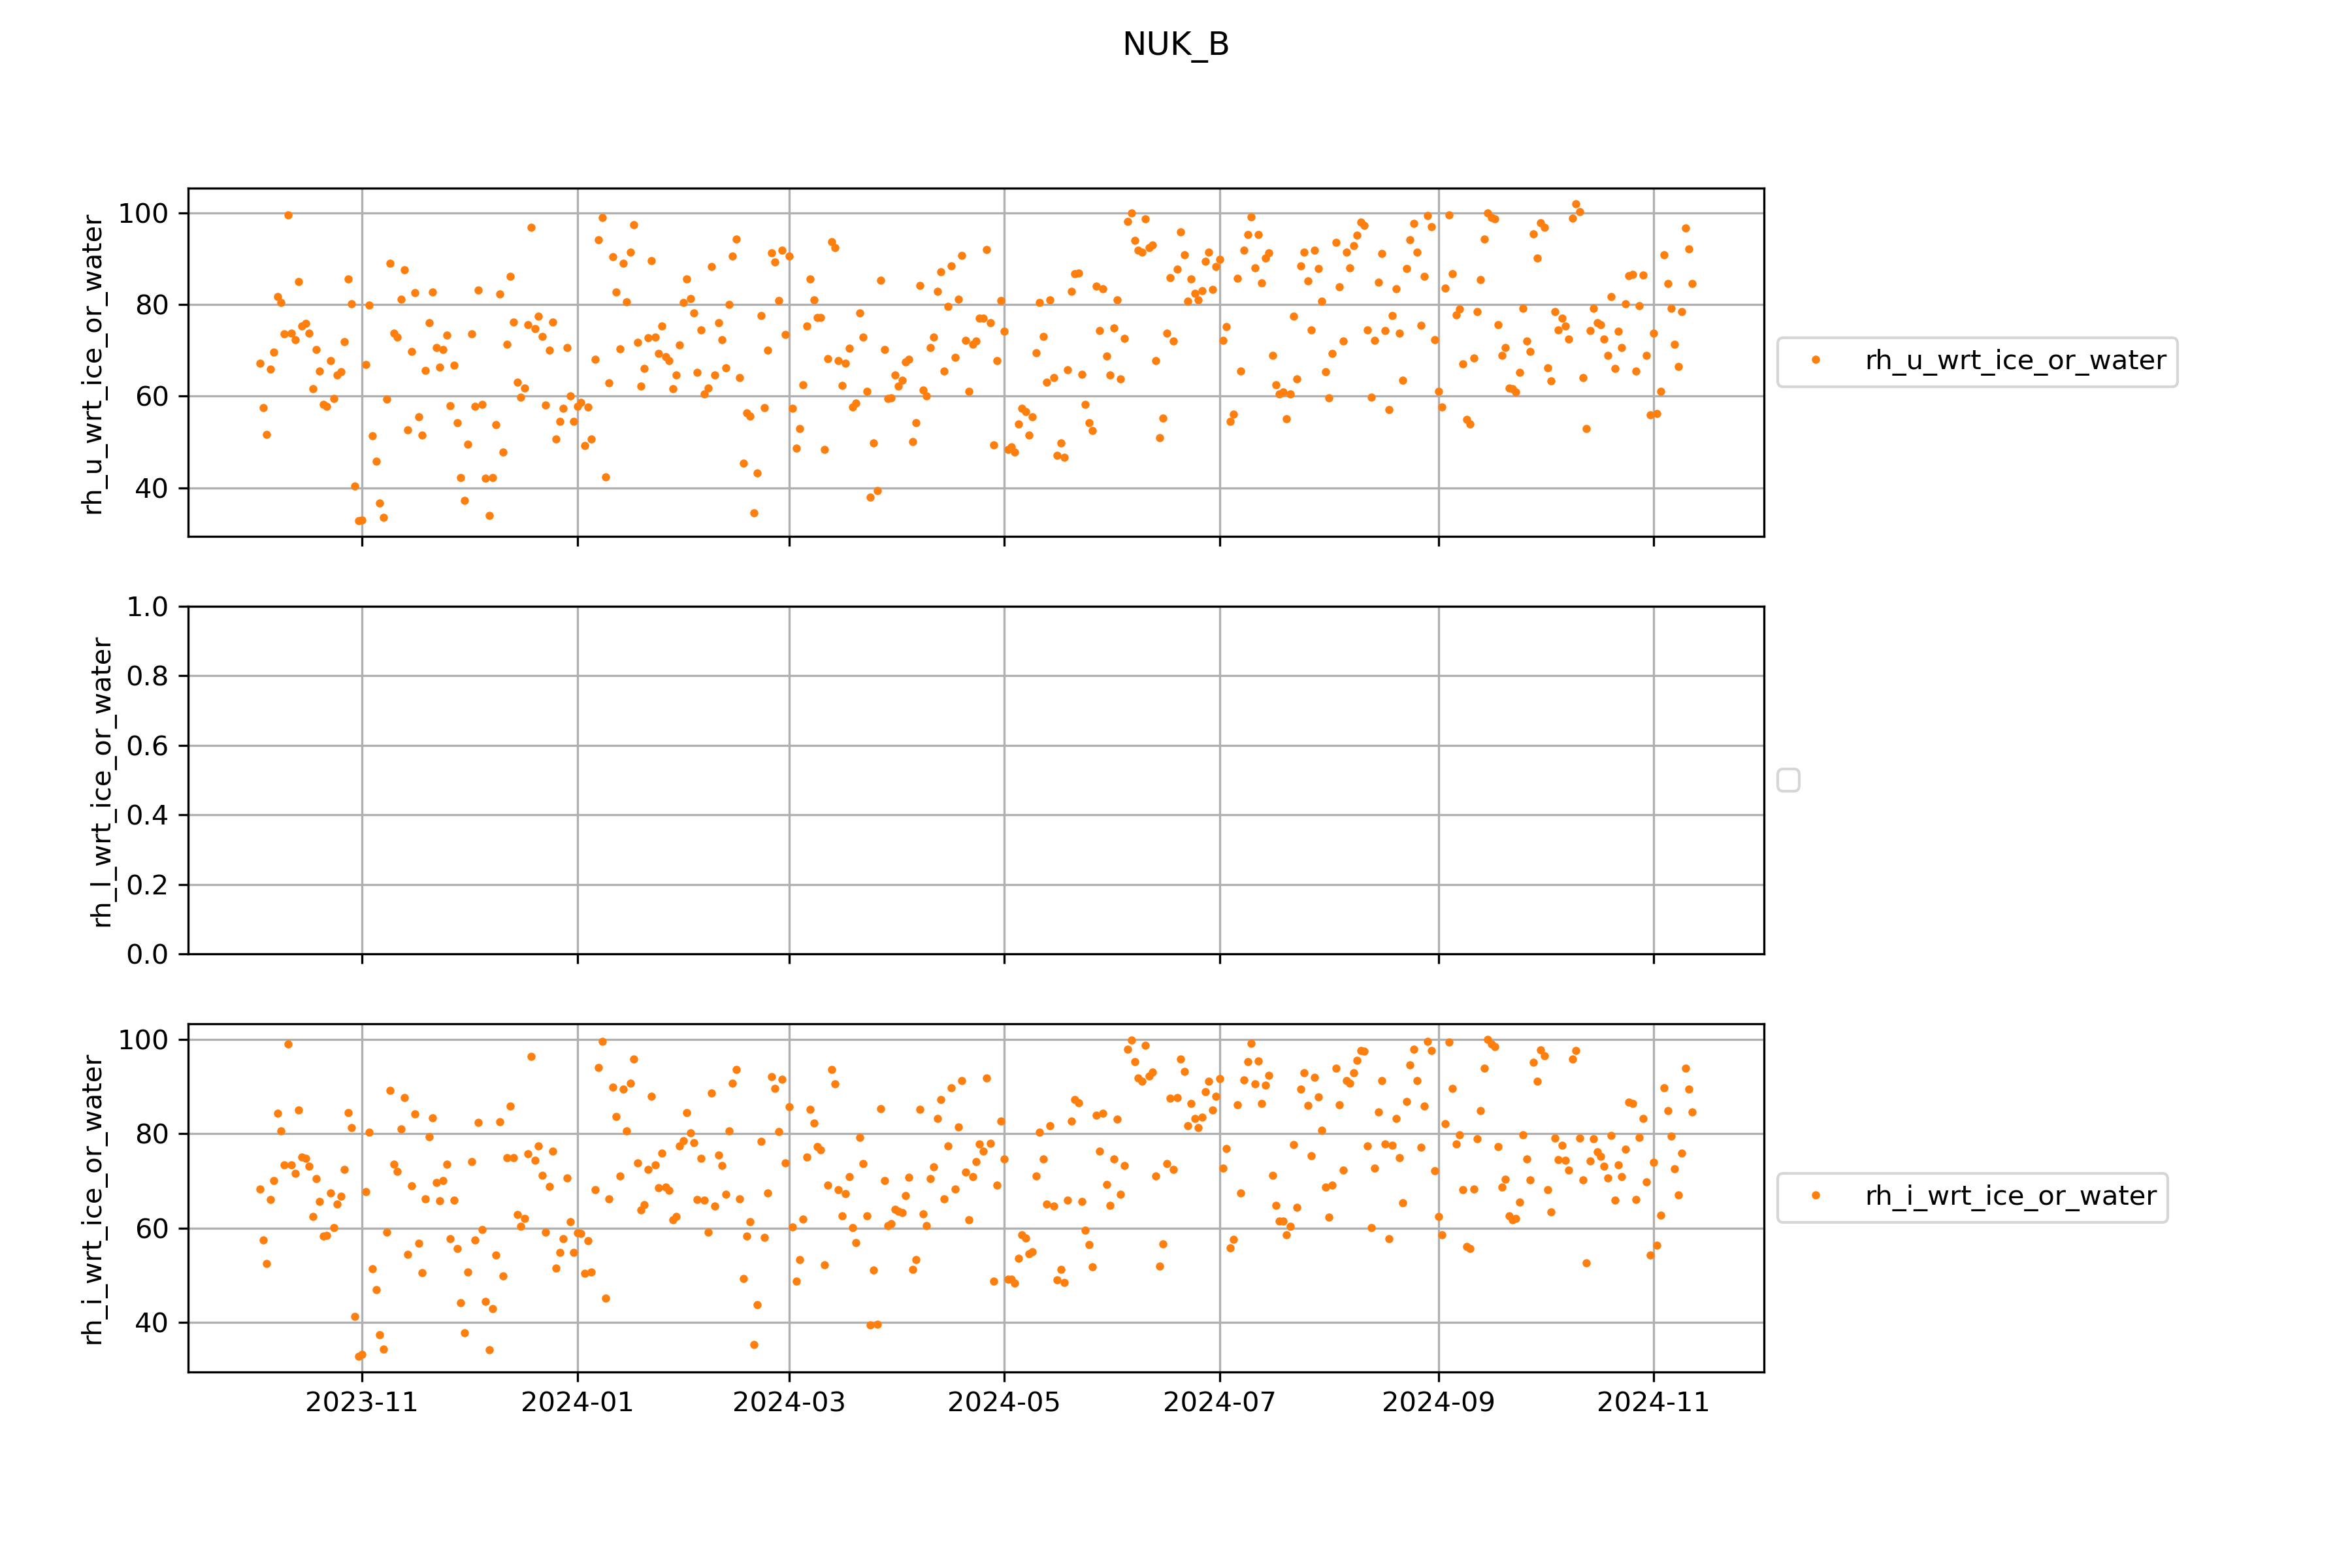 NUK_B
rh_u_wrt_ice_or_water
100
80
60
40
rh_u_wrt_ice_or_water
rh_l_wrt_ice_or_water
1.0
0.8
0.6
0.4
0.2
0.0
rh_i_wrt_ice_or_water
100
80
60
40
rh_i_wrt_ice_or_water
2023-11 2024-01 2024-03 2024-05 2024-07 2024-09 2024-11